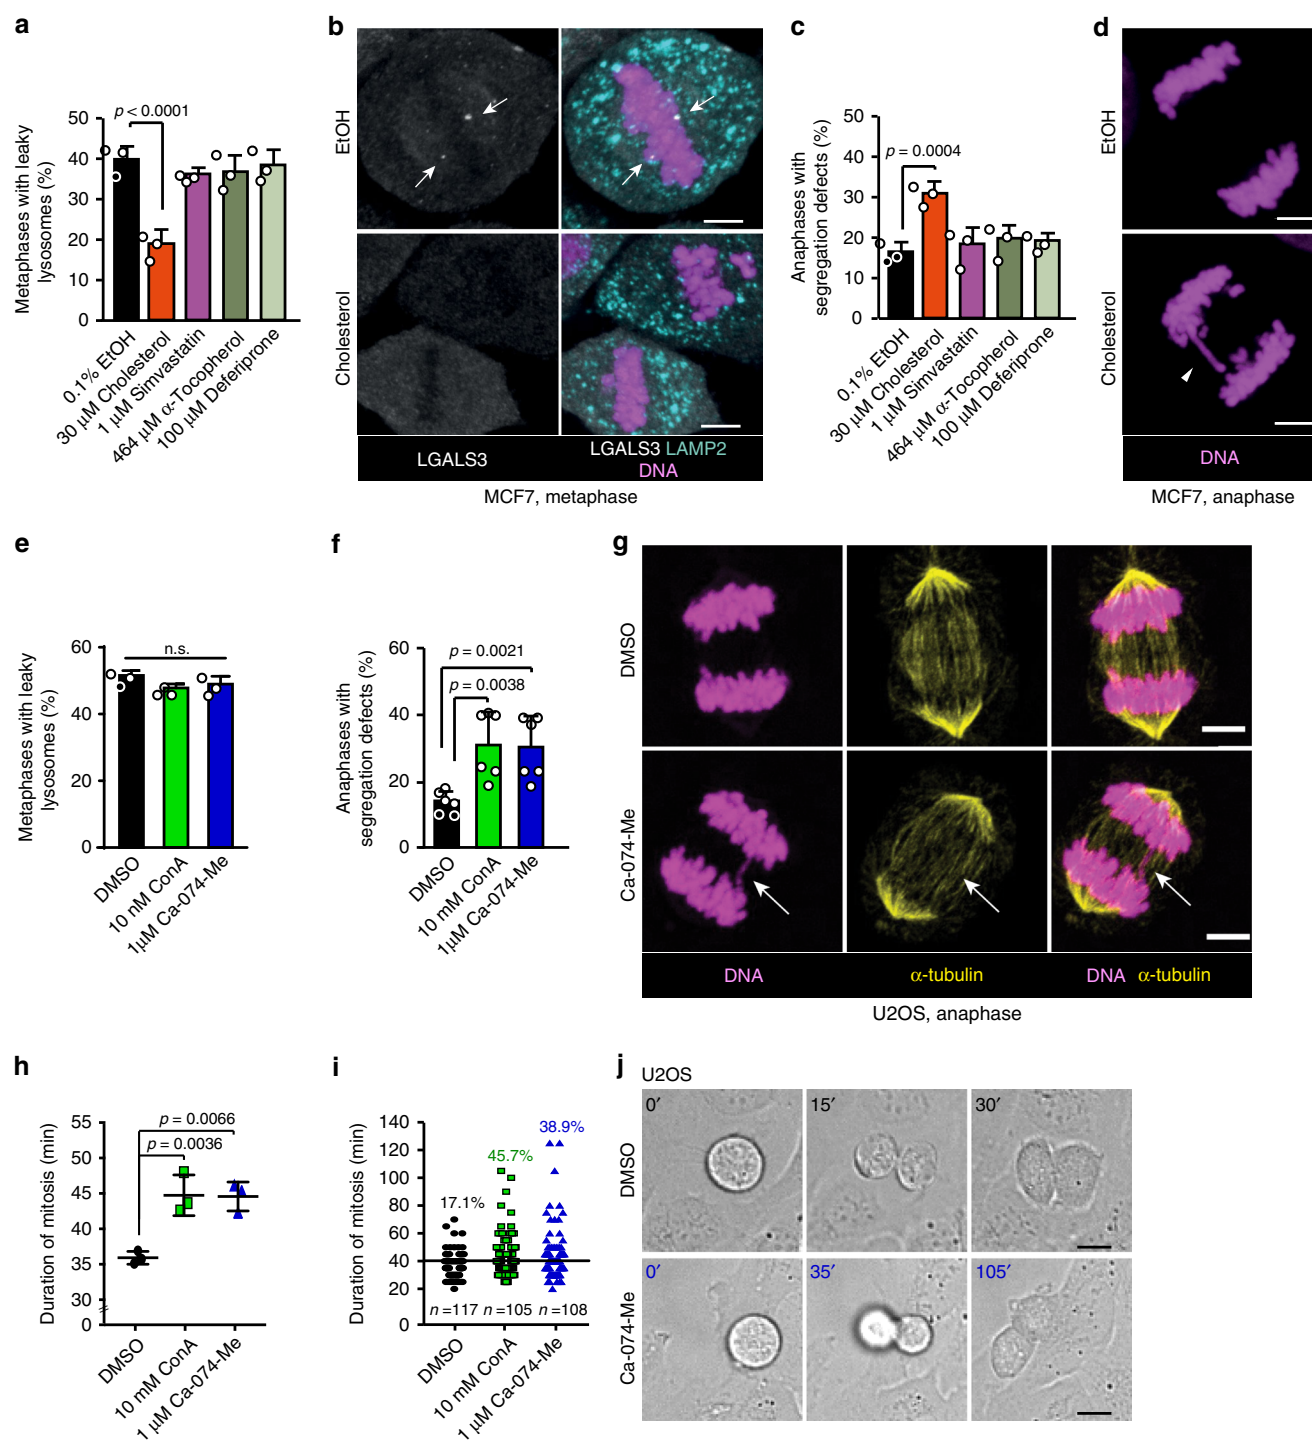 a
Metaphases with leaky
lysosomes (%)
50
40
30
20
10
0
p < 0.0001
0.1% EtOH
30 μM Cholesterol
1 μM Simvastatin
464 μM α-Tocopherol
100 μM Deferiprone
b
EtOH
Cholesterol
LGALS3
LGALS3 LAMP2
DNA
MCF7, metaphase
c
Anaphases with
segregation defects (%)
50
40
30
20
10
0
p = 0.0004
0.1% EtOH
30 μM Cholesterol
1 μM Simvastatin
464 μM α-Tocopherol
100 μM Deferiprone
d
EtOH
Cholesterol
DNA
MCF7, anaphase
e
Metaphases with leaky
lysosomes (%)
60
40
20
0
n.s.
DMSO
10 nM ConA
1μM Ca-074-Me
f
Anaphases with
segregation defects (%)
60
40
20
0
p = 0.0021
p = 0.0038
DMSO
10 nM ConA
1μM Ca-074-Me
g
DMSO
Ca-074-Me
DNA
α-tubulin
DNA α-tubulin
U2OS, anaphase
h
Duration of mitosis (min)
55
50
45
40
35
30
0
p = 0.0066
p = 0.0036
DMSO
10 mM ConA
1 μM Ca-074-Me
i
Duration of mitosis (min)
140
120
100
80
60
40
20
0
17.1%
45.7%
38.9%
n =117 n =105 n =108
DMSO
10 mM ConA
1 μM Ca-074-Me
j
U2OS
DMSO
0′ 15′ 30′
Ca-074-Me
0′ 35′ 105′